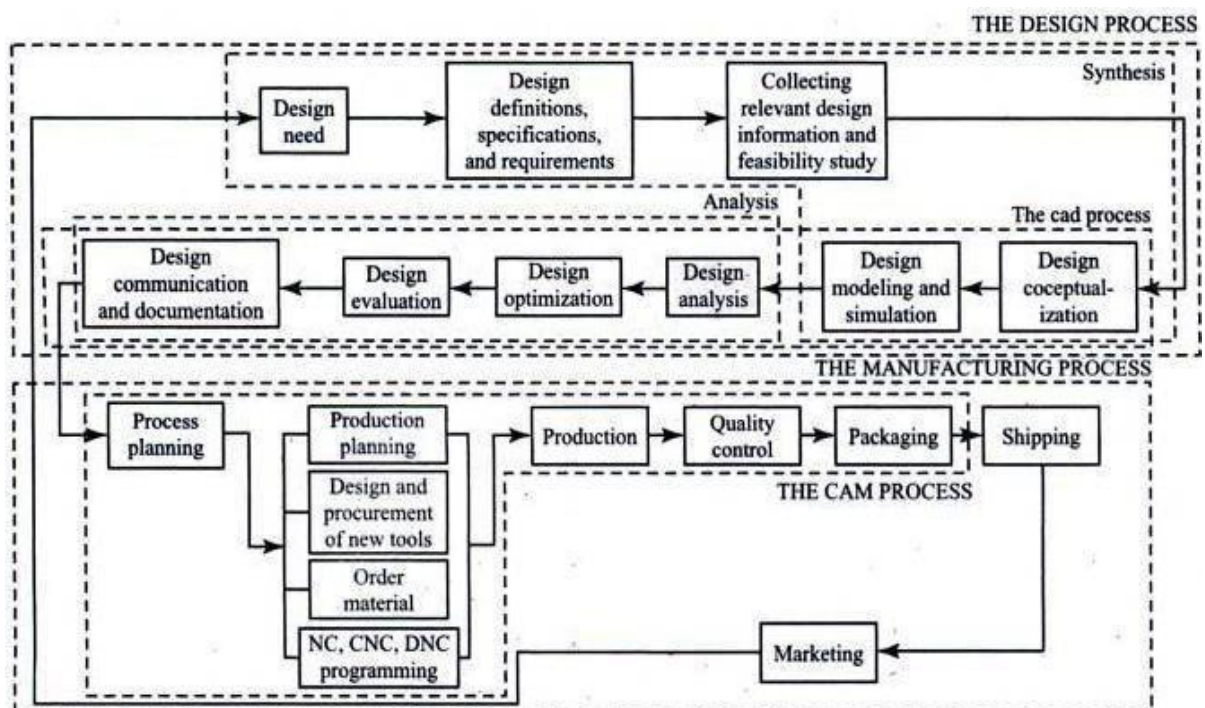 THE DESIGN PROCESS
Synthesis
Design
need
Design
definitions,
specifications,
and requirements
Collecting
relevant design
information and
feasibility study
Analysis
The cad process
Design
communication
and documentation
Design
evaluation
Design
optimization
Design
analysis
Design
modeling and
simulation
Design
coceptual-
ization
THE MANUFACTURING PROCESS
Process
planning
Production
planning
Design and
procurement
of new tools
Order
material
NC, CNC, DNC
programming
Production
Quality
control
Packaging
Shipping
THE CAM PROCESS
Marketing